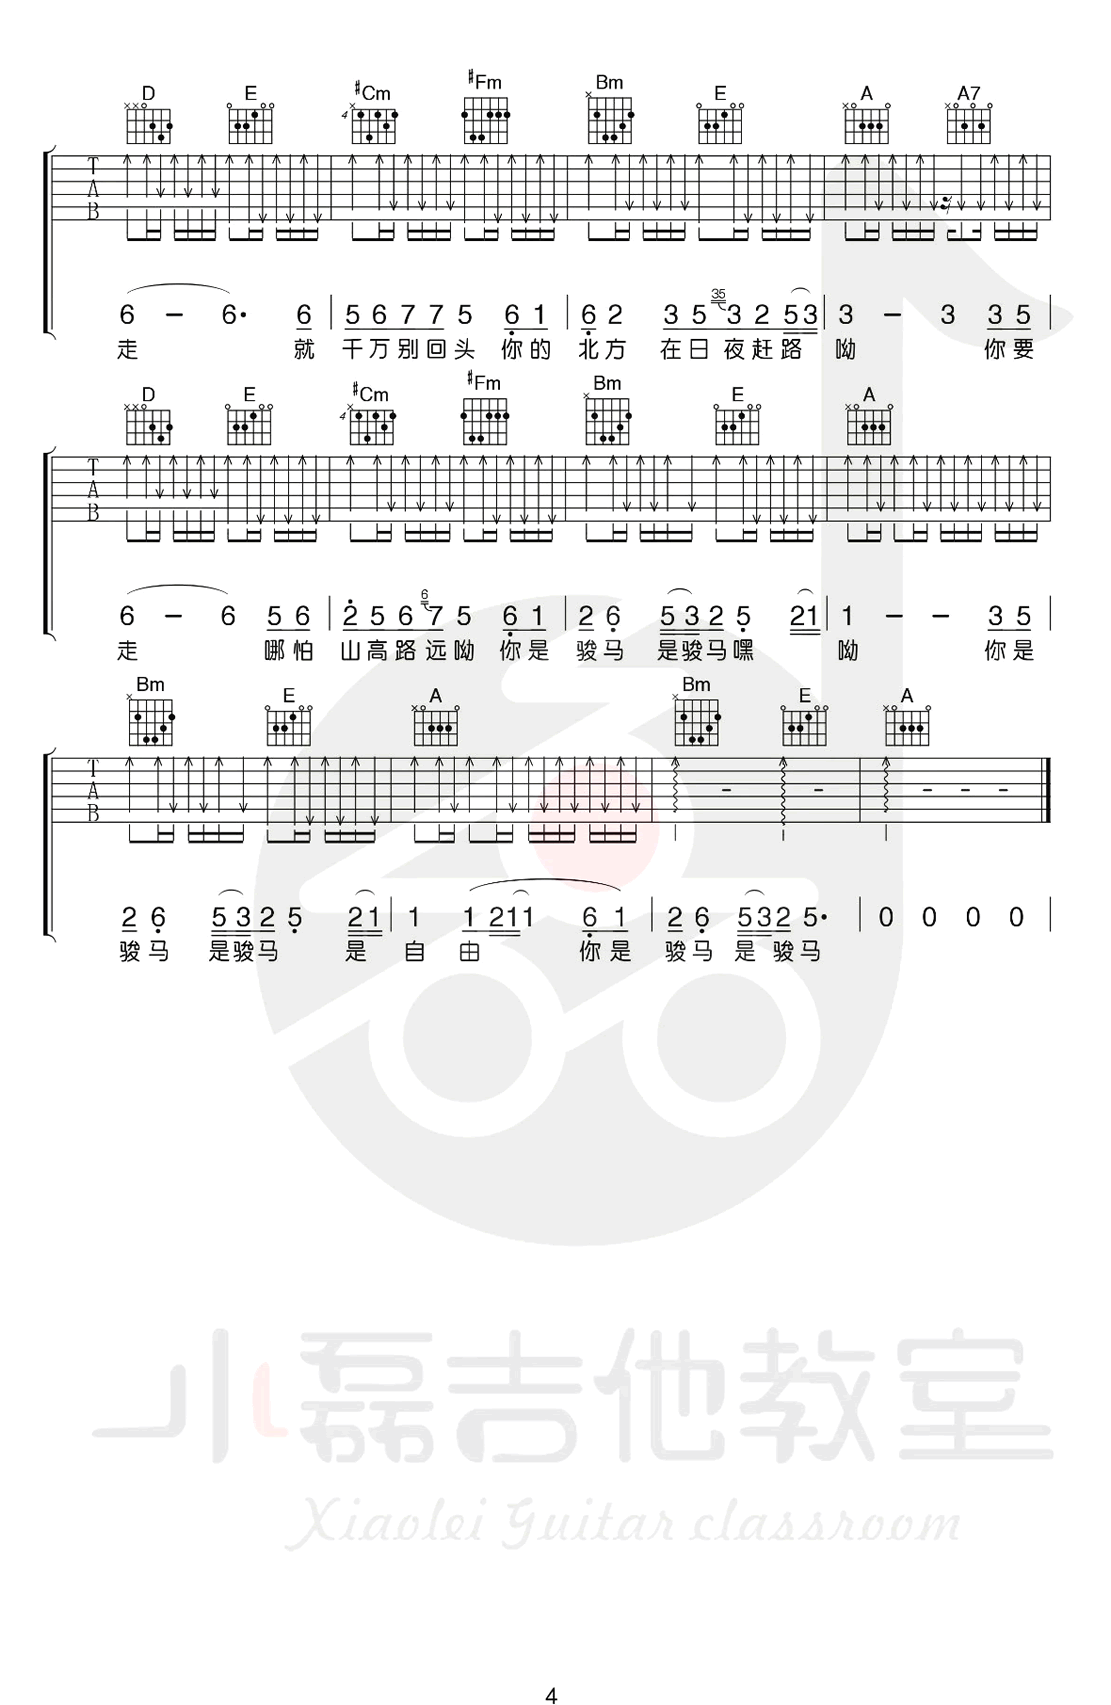 D E #Cm #Fm Bm E A A7
4
T
A
B
6 - 6· 6 5 6 7 7 5 6 1 6 2 3 5 35 3 2 5 3 3 - 3 3 5
走 就 千万别回头 你的 北方 在日夜赶路 呦 你要
D E #Cm #Fm Bm E A
4
T
A
B
6 - 6 5 6 2 5 6 6 7 5 6 1 2 6 5 3 2 5 2 1 1 - - 3 5
走 哪怕 山高路远呦 你是 骏马 是骏马嘿 呦 你是
Bm E A Bm E A
T
A
B
2 6 5 3 2 5 2 1 1 1 2 1 1 6 1 2 6 5 3 2 5· 0 0 0 0
骏马 是骏马 是 自由 你是 骏马 是 骏马
小磊吉他教室
Xiaolei Guitar classroom
4